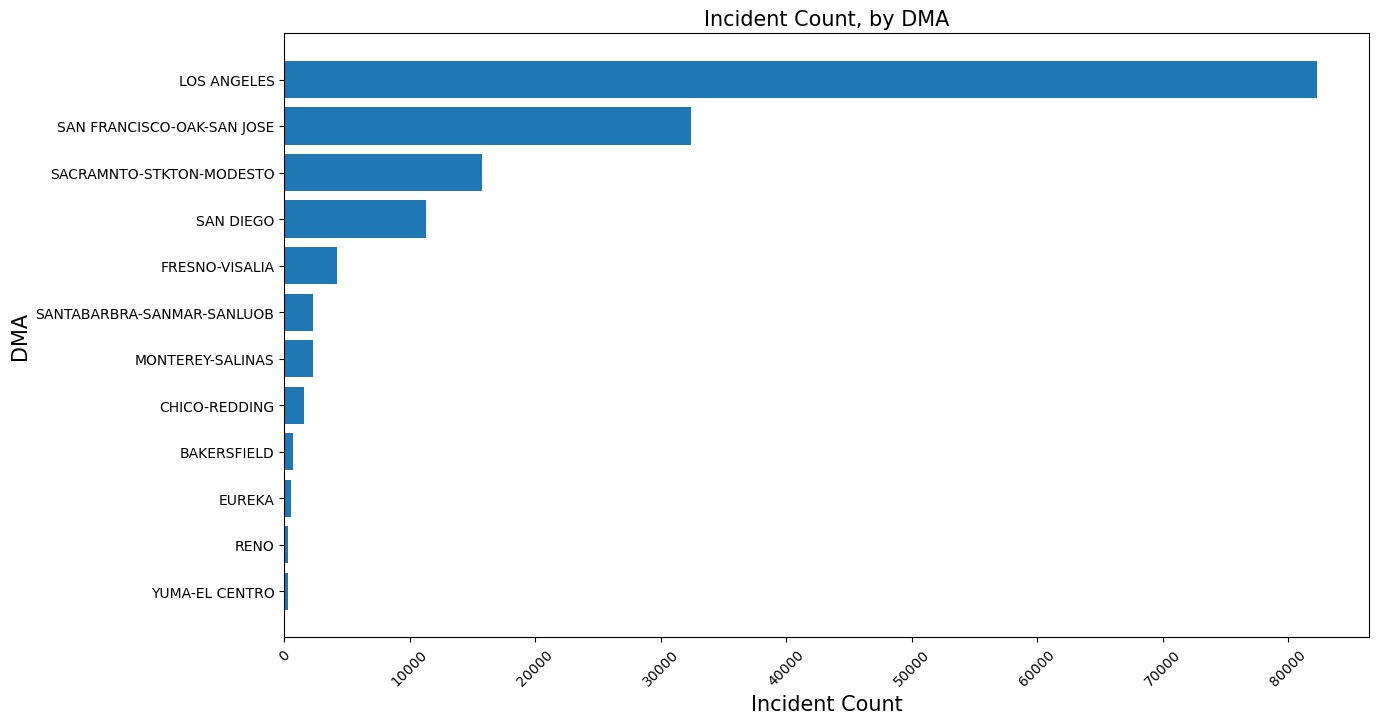 Incident Count, by DMA
LOS ANGELES
SAN FRANCISCO-OAK-SAN JOSE
SACRAMNTO-STKTON-MODESTO
SAN DIEGO
FRESNO-VISALIA
SANTABARBRA-SANMAR-SANLUOB
MONTEREY-SALINAS
CHICO-REDDING
BAKERSFIELD
EUREKA
RENO
YUMA-EL CENTRO
DMA
0
10000
20000
30000
40000
50000
60000
70000
80000
Incident Count